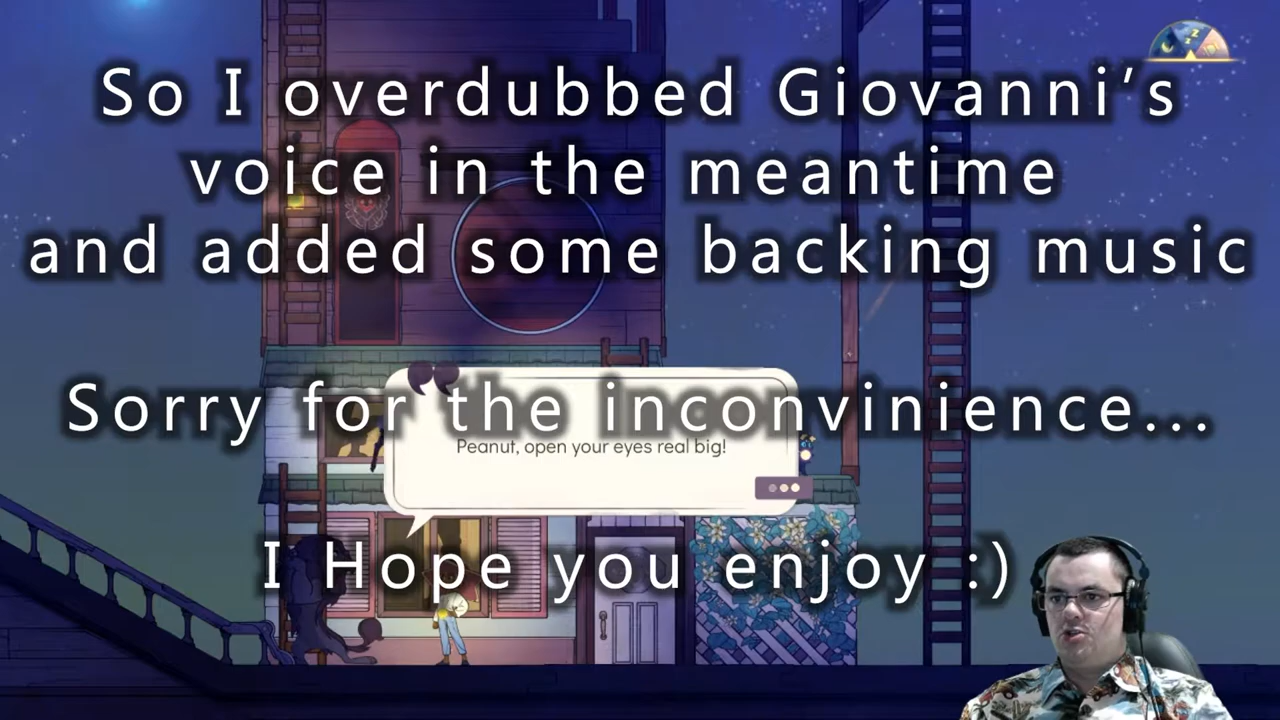 So I overdubbed Giovanni's
voice in the meantime
and added some backing music
Sorry for the inconvinience...
Peanut, open your eyes real big!
I Hope you enjoy :)